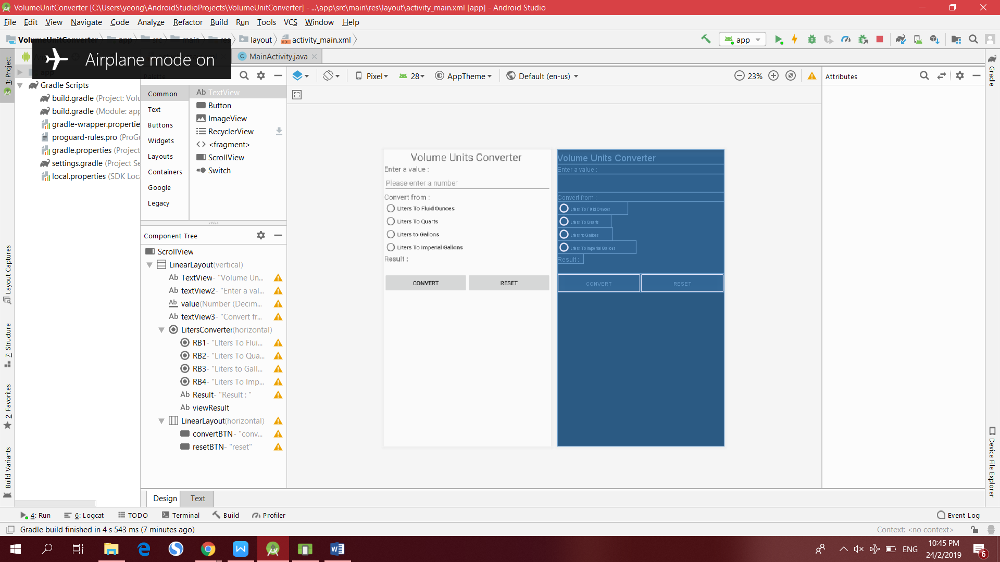 VolumeUnitConverter [C:\Users\yeong\AndroidStudioProjects\VolumeUnitConverter] - ...\app\src\main\res\layout\activity_main.xml [app] - Android Studio
File Edit View Navigate Code Analyze Refactor Build Run Tools VCS Window Help
VolumeUnitConverter app src main res layout activity_main.xml
app
Airplane mode on
MainActivity.java
1: Project
app
Palette
Pixel
28
AppTheme
Default (en-us)
23%
Attributes
Gradle
Gradle Scripts
build.gradle (Project: Volu
build.gradle (Module: app
gradle-wrapper.propertie
proguard-rules.pro (ProGu
gradle.properties (Project
settings.gradle (Project Se
local.properties (SDK Loca
Common
Text
Buttons
Widgets
Layouts
Containers
Google
Legacy
Ab TextView
Button
ImageView
RecyclerView
<fragment>
ScrollView
Switch
Component Tree
ScrollView
LinearLayout(vertical)
Ab TextView- "Volume Un...
Ab textView2- "Enter a val...
Ab value(Number (Decim...
Ab textView3- "Convert fr...
LitersConverter(horizontal)
RB1- "LIters To Flui...
RB2- "Liters To Qua...
RB3- "Liters to Gall...
RB4- "Liters To Imp...
Ab Result- "Result : "
Ab viewResult
LinearLayout(horizontal)
convertBTN- "conv...
resetBTN- "reset"
Volume Units Converter
Enter a value :
Please enter a number
Convert from :
LIters To Fluid Ounces
Liters To Quarts
Liters to Gallons
Liters To Imperial Gallons
Result :
CONVERT RESET
Volume Units Converter
Enter a value :
Convert from :
LIters To Fluid Ounces
Liters To Quarts
Liters to Gallons
Liters To Imperial Gallons
Result :
CONVERT RESET
Layout Captures
7: Structure
2: Favorites
Build Variants
Device File Explorer
Design Text
4: Run 6: Logcat TODO Terminal Build Profiler Event Log
Gradle build finished in 4 s 543 ms (7 minutes ago)
Context: <no context>
ENG
10:45 PM
24/2/2019
6